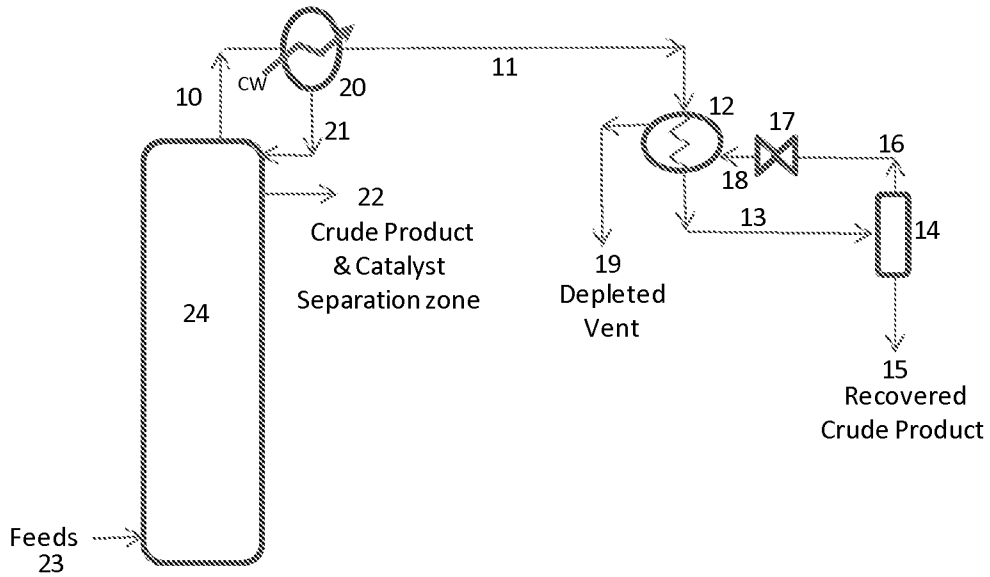 11
CW
20
10
12
17
21
16
18
22
13
14
Crude Product
& Catalyst
Separation zone
19
Depleted
Vent
24
15
Recovered
Crude Product
Feeds
23